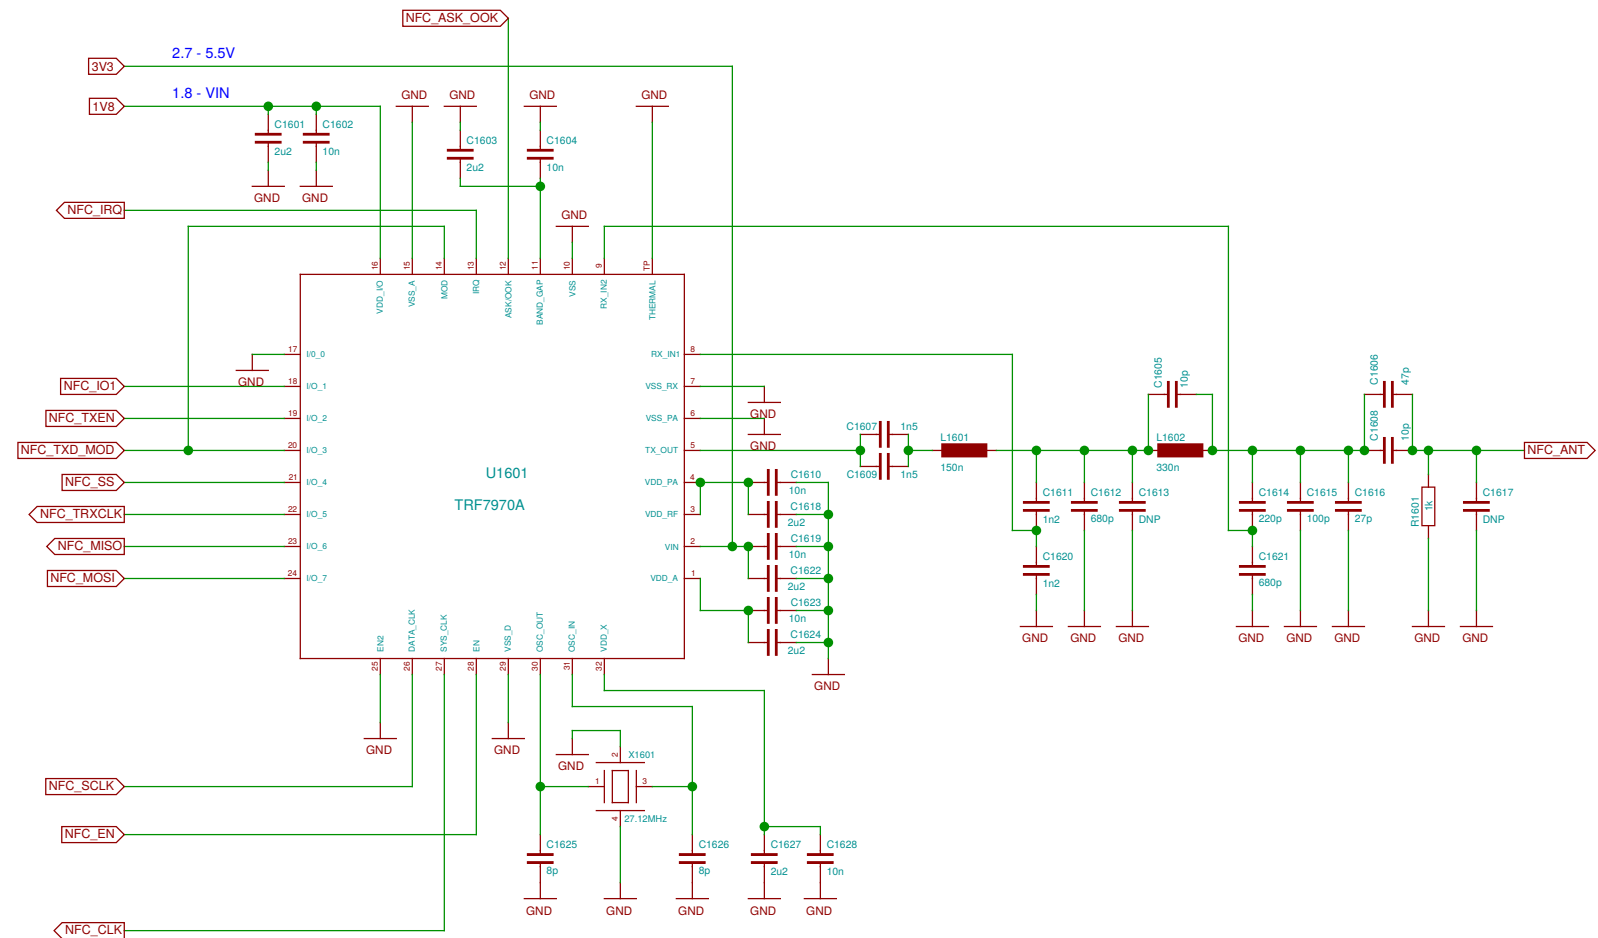 NFC_ASK_OOK
2.7 - 5.5V
3V3
1.8 - VIN
1V8
GND
GND
GND
GND
C1601
2u2
C1602
10n
C1603
2u2
C1604
10n
GND
GND
NFC_IRQ
GND
16
15
14
13
12
11
10
9
TP
VDD_I/O
VSS_A
MOD
IRQ
ASK/OOK
BAND_GAP
VSS
RX_IN2
THERMAL
17
I/0_0
GND
NFC_IO1
18
I/O_1
NFC_TXEN
19
I/O_2
NFC_TXD_MOD
20
I/O_3
NFC_SS
21
I/O_4
NFC_TRXCLK
22
I/O_5
NFC_MISO
23
I/O_6
NFC_MOSI
24
I/O_7
U1601
TRF7970A
RX_IN1
8
VSS_RX
7
GND
VSS_PA
6
GND
TX_OUT
5
VDD_PA
4
VDD_RF
3
VIN
2
VDD_A
1
C1607
1n5
C1609
1n5
L1601
150n
C1605
10p
L1602
330n
C1606
47p
C1608
10p
NFC_ANT
C1610
10n
C1618
2u2
C1619
10n
C1622
2u2
C1623
10n
C1624
2u2
GND
C1611
1n2
C1612
680p
C1613
DNP
C1614
220p
C1615
100p
C1616
27p
R1601
1k
C1617
DNP
C1620
1n2
C1621
680p
GND
GND
GND
GND
GND
GND
GND
GND
EN2
DATA_CLK
SYS_CLK
EN
VSS_D
OSC_OUT
OSC_IN
VDD_X
25
26
27
28
29
30
31
32
GND
GND
GND
X1601
2
1
3
4
27.12MHz
NFC_SCLK
NFC_EN
C1625
8p
C1626
8p
C1627
2u2
C1628
10n
GND
GND
GND
GND
GND
NFC_CLK